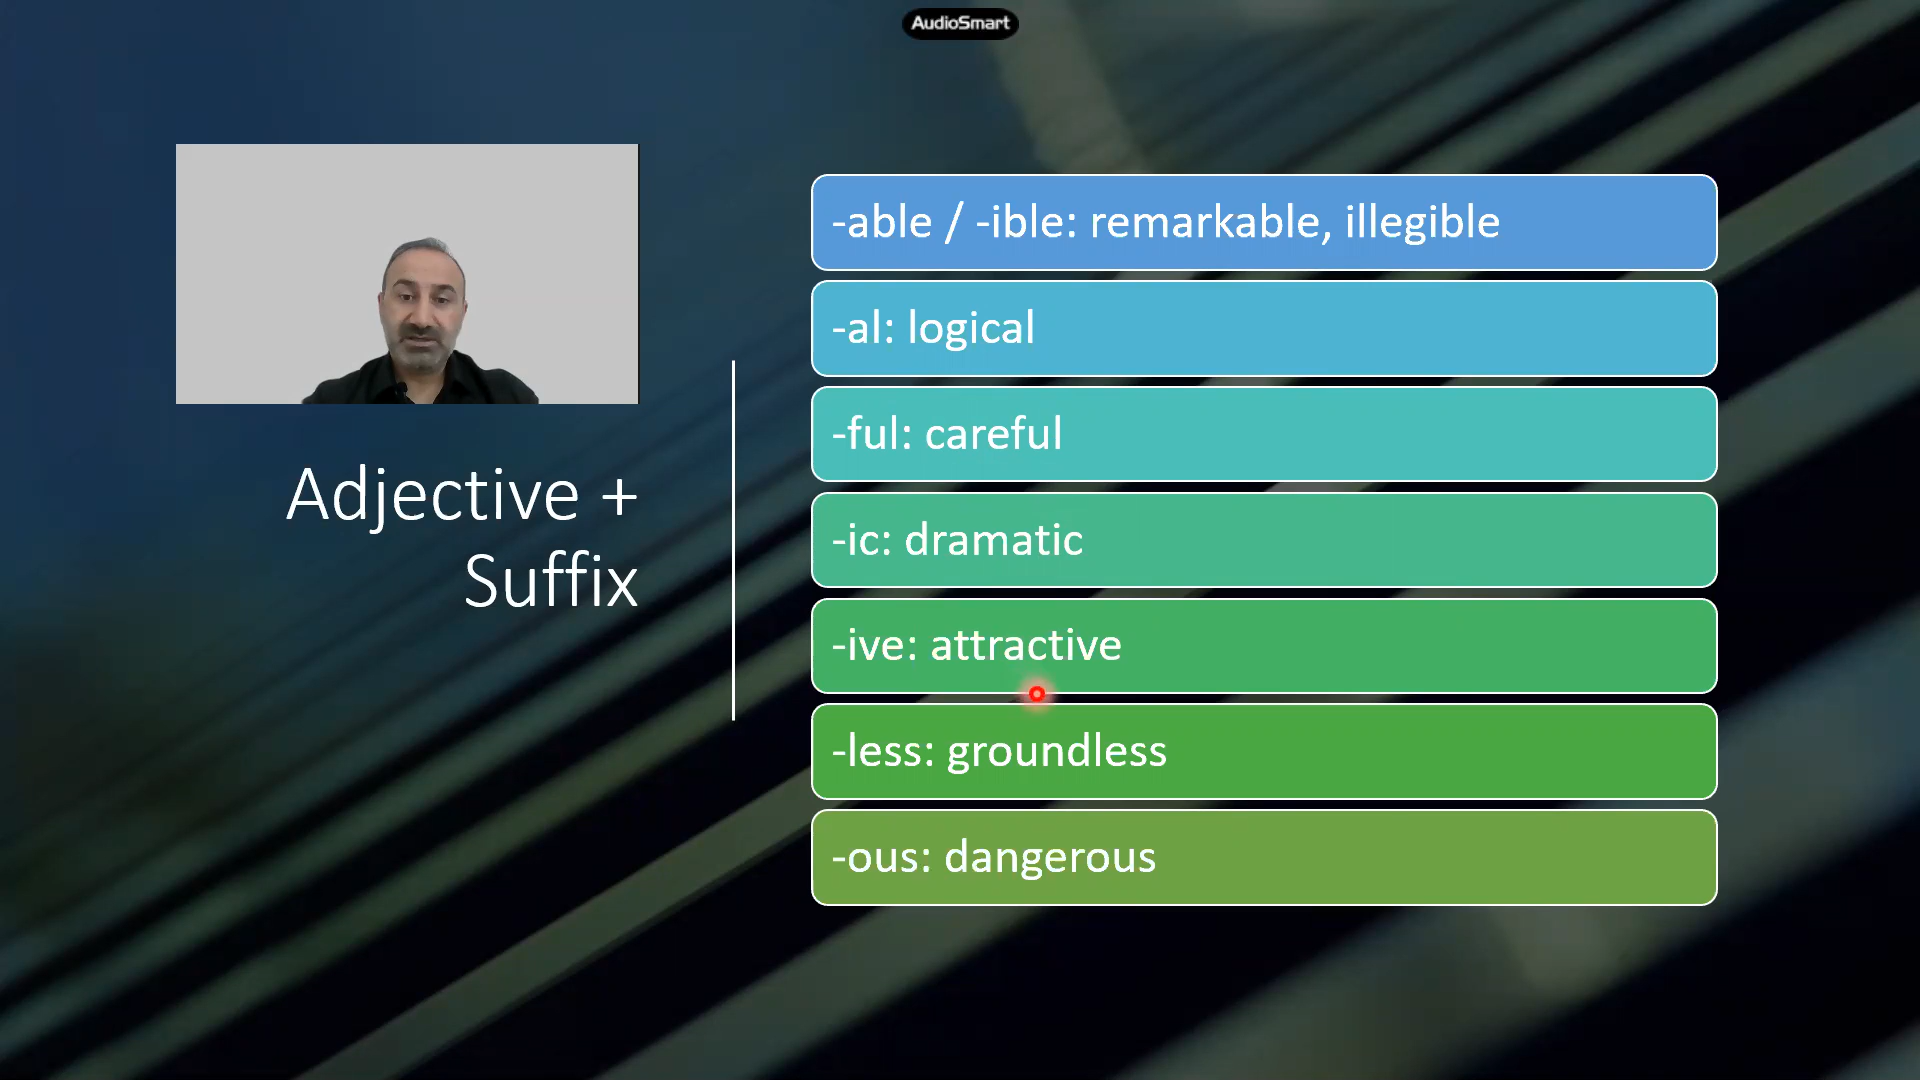 AudioSmart
Adjective +
Suffix
-able / -ible: remarkable, illegible
-al: logical
-ful: careful
-ic: dramatic
-ive: attractive
-less: groundless
-ous: dangerous